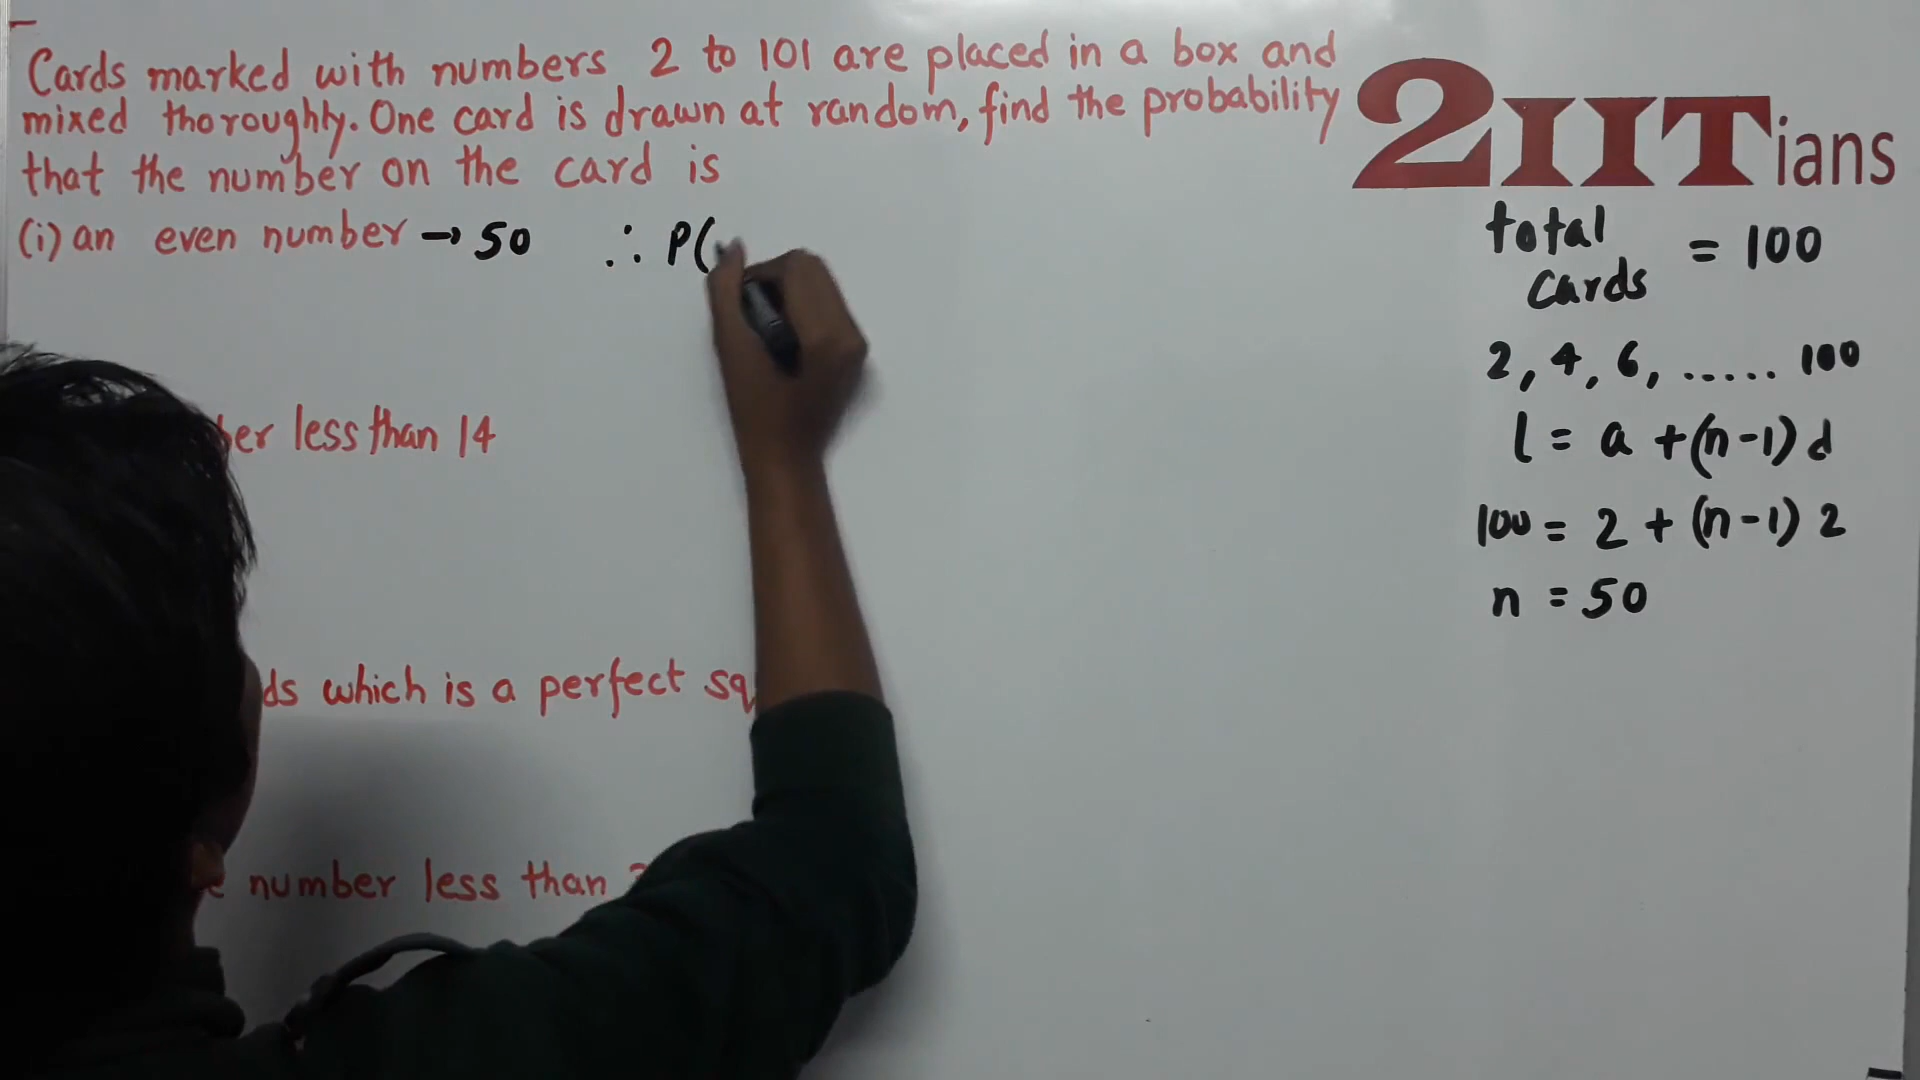 Cards marked with numbers 2 to 101 are placed in a box and
mixed thoroughly. One card is drawn at random, find the probability
that the number on the card is
(i) an even number → 50 ∴ P(
less than 14
which is a perfect
number less than
2IITians
total cards = 100
2, 4, 6, ..... 100
l = a + (n-1) d
100 = 2 + (n-1) 2
n = 50